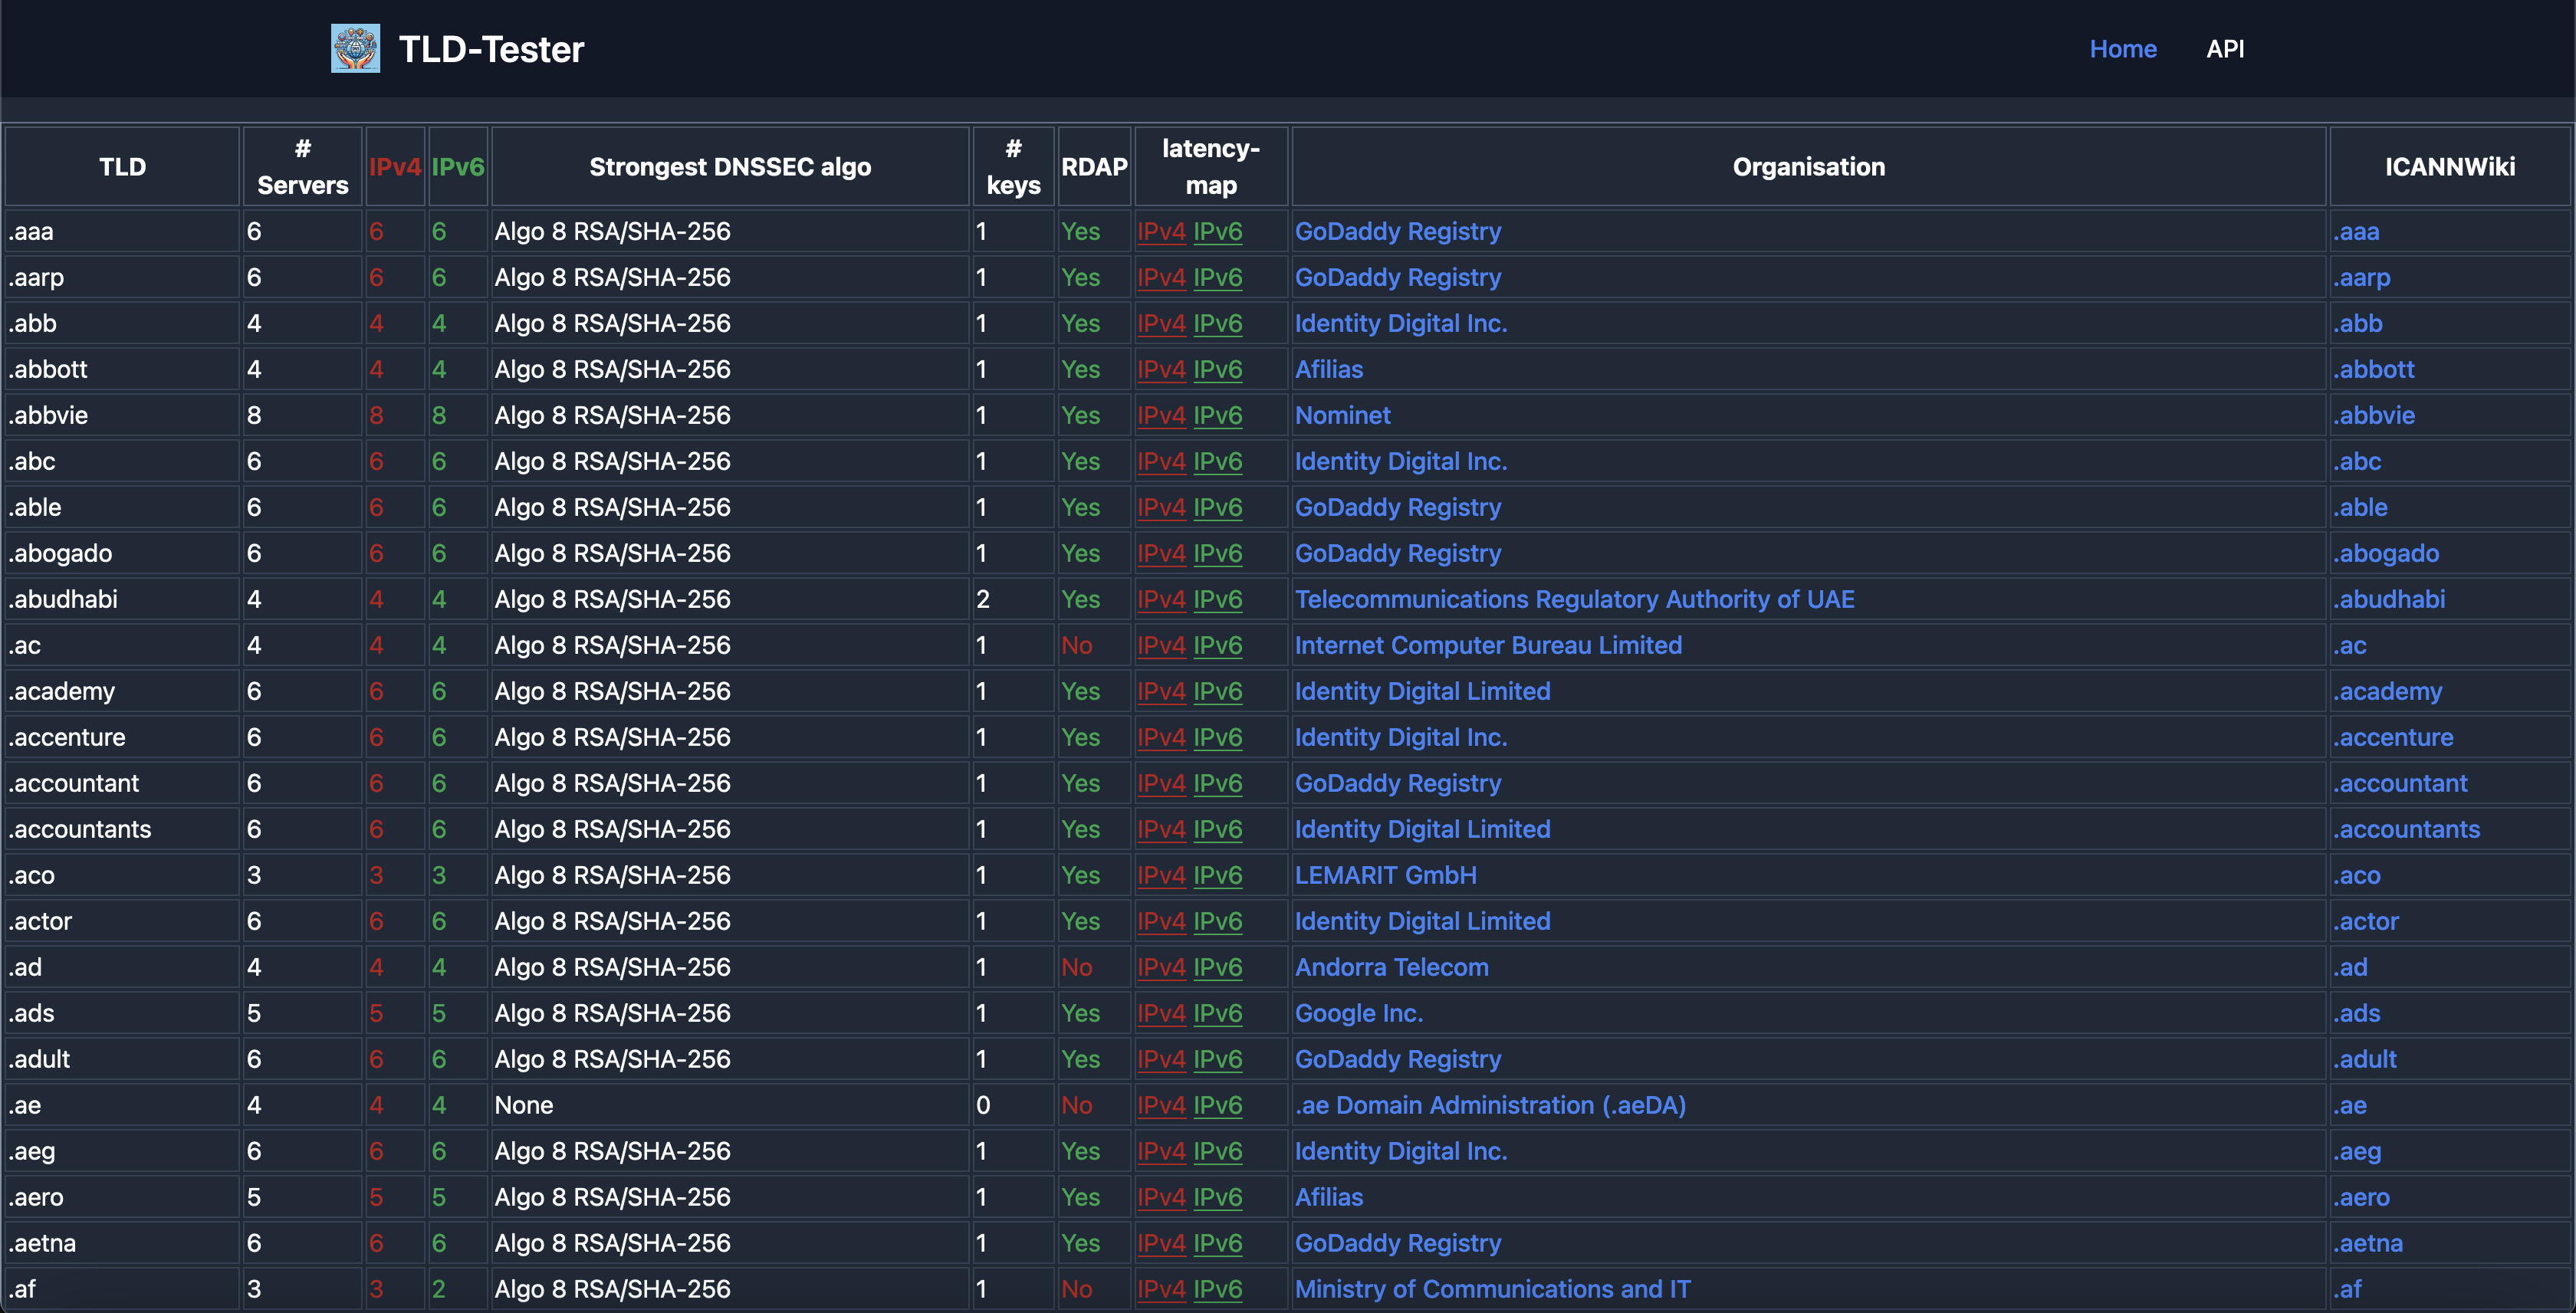 TLD-Tester
Home API
TLD # Servers IPv4 IPv6 Strongest DNSSEC algo # keys RDAP latency-map Organisation ICANNWiki
.aaa 6 6 6 Algo 8 RSA/SHA-256 1 Yes IPv4 IPv6 GoDaddy Registry .aaa
.aarp 6 6 6 Algo 8 RSA/SHA-256 1 Yes IPv4 IPv6 GoDaddy Registry .aarp
.abb 4 4 4 Algo 8 RSA/SHA-256 1 Yes IPv4 IPv6 Identity Digital Inc. .abb
.abbott 4 4 4 Algo 8 RSA/SHA-256 1 Yes IPv4 IPv6 Afilias .abbott
.abbvie 8 8 8 Algo 8 RSA/SHA-256 1 Yes IPv4 IPv6 Nominet .abbvie
.abc 6 6 6 Algo 8 RSA/SHA-256 1 Yes IPv4 IPv6 Identity Digital Inc. .abc
.able 6 6 6 Algo 8 RSA/SHA-256 1 Yes IPv4 IPv6 GoDaddy Registry .able
.abogado 6 6 6 Algo 8 RSA/SHA-256 1 Yes IPv4 IPv6 GoDaddy Registry .abogado
.abudhabi 4 4 4 Algo 8 RSA/SHA-256 2 Yes IPv4 IPv6 Telecommunications Regulatory Authority of UAE .abudhabi
.ac 4 4 4 Algo 8 RSA/SHA-256 1 No IPv4 IPv6 Internet Computer Bureau Limited .ac
.academy 6 6 6 Algo 8 RSA/SHA-256 1 Yes IPv4 IPv6 Identity Digital Limited .academy
.accenture 6 6 6 Algo 8 RSA/SHA-256 1 Yes IPv4 IPv6 Identity Digital Inc. .accenture
.accountant 6 6 6 Algo 8 RSA/SHA-256 1 Yes IPv4 IPv6 GoDaddy Registry .accountant
.accountants 6 6 6 Algo 8 RSA/SHA-256 1 Yes IPv4 IPv6 Identity Digital Limited .accountants
.aco 3 3 3 Algo 8 RSA/SHA-256 1 Yes IPv4 IPv6 LEMARIT GmbH .aco
.actor 6 6 6 Algo 8 RSA/SHA-256 1 Yes IPv4 IPv6 Identity Digital Limited .actor
.ad 4 4 4 Algo 8 RSA/SHA-256 1 No IPv4 IPv6 Andorra Telecom .ad
.ads 5 5 5 Algo 8 RSA/SHA-256 1 Yes IPv4 IPv6 Google Inc. .ads
.adult 6 6 6 Algo 8 RSA/SHA-256 1 Yes IPv4 IPv6 GoDaddy Registry .adult
.ae 4 4 4 None 0 No IPv4 IPv6 .ae Domain Administration (.aeDA) .ae
.aeg 6 6 6 Algo 8 RSA/SHA-256 1 Yes IPv4 IPv6 Identity Digital Inc. .aeg
.aero 5 5 5 Algo 8 RSA/SHA-256 1 Yes IPv4 IPv6 Afilias .aero
.aetna 6 6 6 Algo 8 RSA/SHA-256 1 Yes IPv4 IPv6 GoDaddy Registry .aetna
.af 3 3 2 Algo 8 RSA/SHA-256 1 No IPv4 IPv6 Ministry of Communications and IT .af